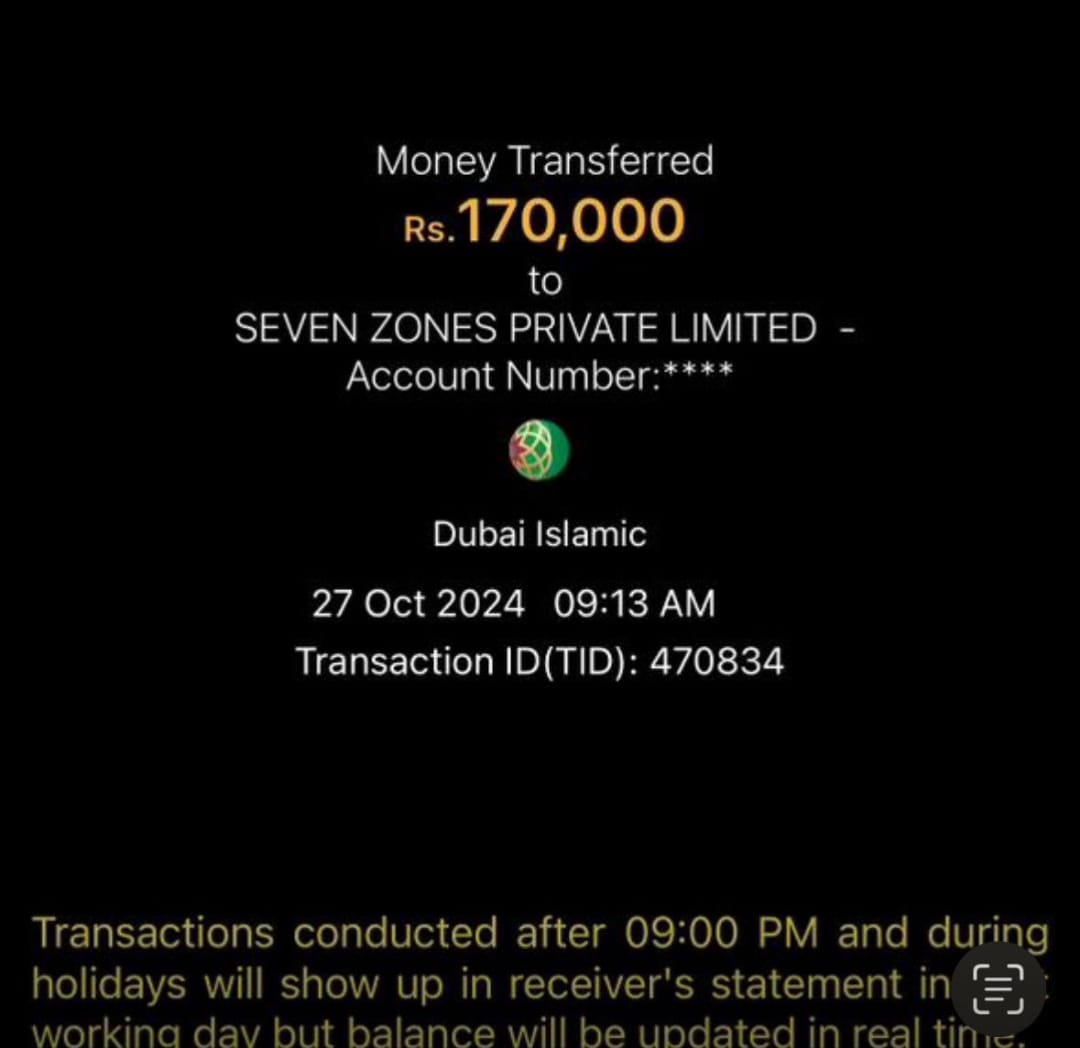 Money Transferred
Rs.170,000
to
SEVEN ZONES PRIVATE LIMITED -
Account Number:****
Dubai Islamic
27 Oct 2024 09:13 AM
Transaction ID(TID): 470834
Transactions conducted after 09:00 PM and during
holidays will show up in receiver's statement in
working day but balance will be updated in real time.